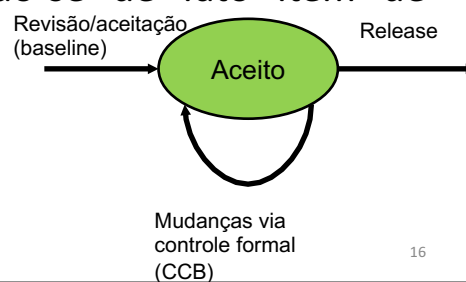 Revisão/aceitação
(baseline)
Release
Aceito
Mudanças via
controle formal
(CCB)
16